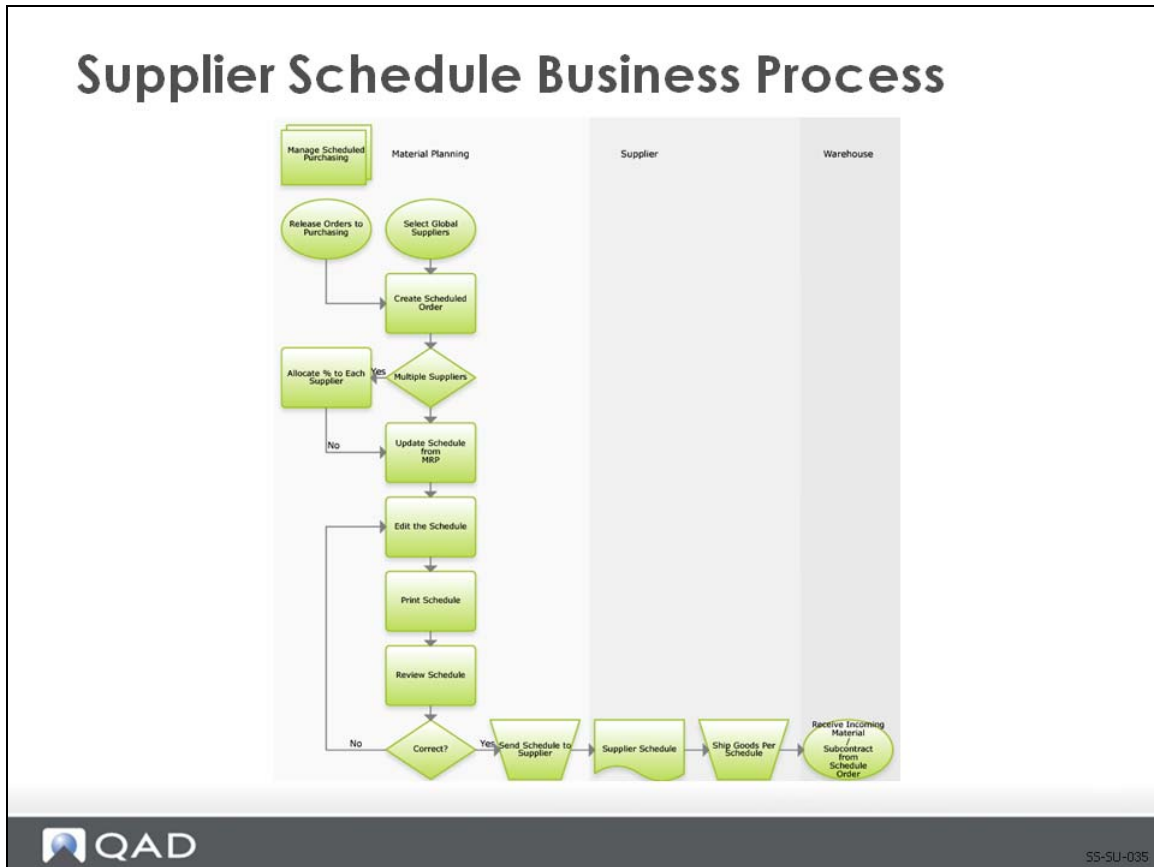 Supplier Schedule Business Process
Manage Scheduled
Purchasing
Material Planning
Supplier
Warehouse
Release Orders to
Purchasing
Select Global
Suppliers
Create Scheduled
Order
Allocate % to Each
Supplier
Yes
Multiple Suppliers
No
Update Schedule
from
MRP
Edit the Schedule
Print Schedule
Review Schedule
No
Correct?
Yes
Send Schedule to
Supplier
Supplier Schedule
Ship Goods Per
Schedule
Receive Incoming
Material
/
Subcontract
from
Schedule
Order
QAD
SS-SU-035